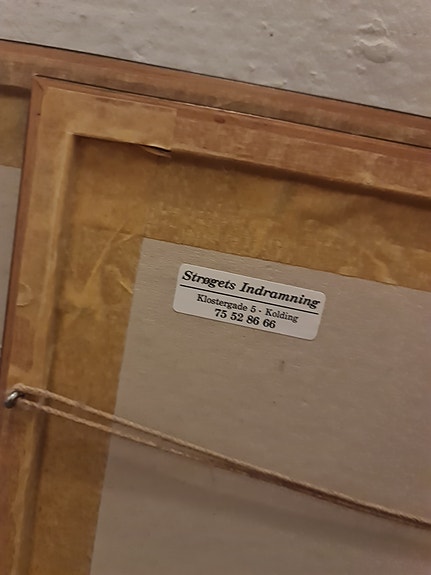 Strøgets Indramning
Klostergade 5 · Kolding
75 52 86 66